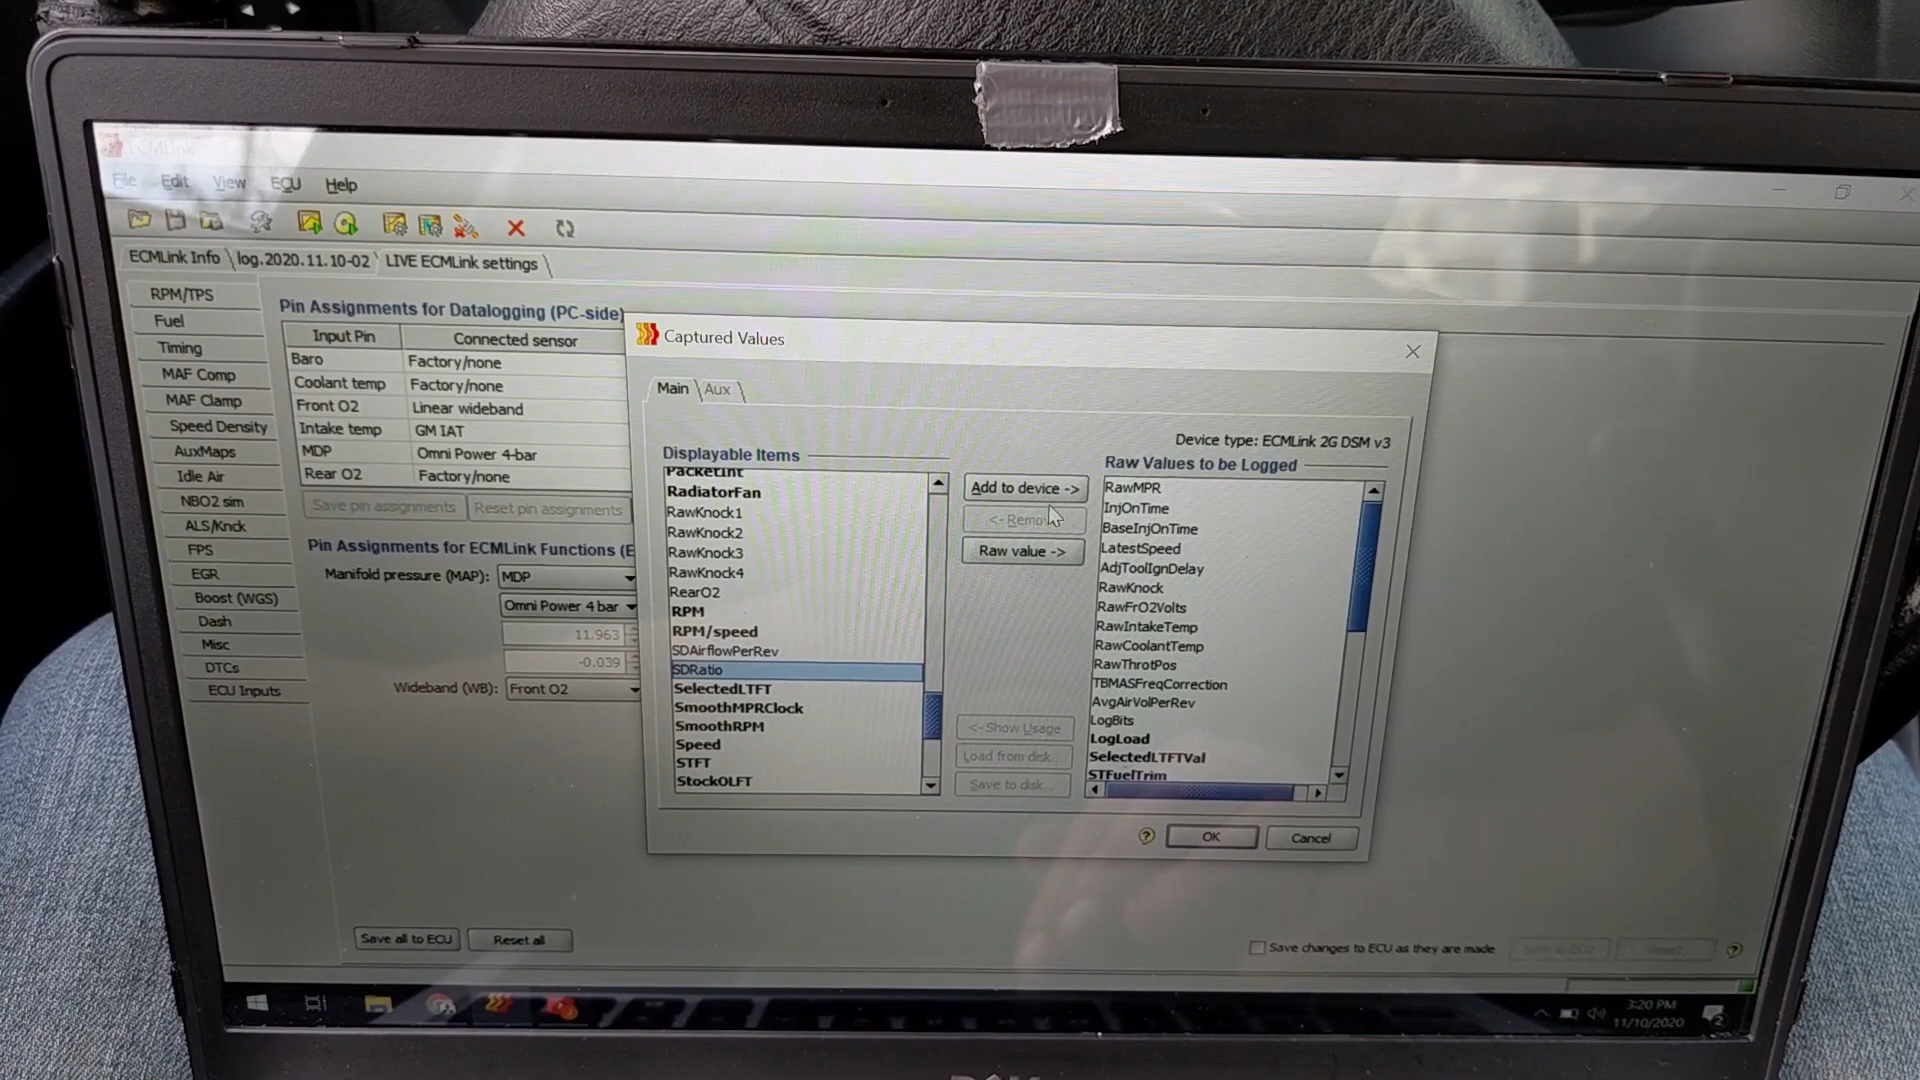 ECMLink
File Edit View ECU Help
ECMLink Info log.2020.11.10-02 LIVE ECMLink settings
RPM/TPS
Fuel
Timing
MAF Comp
MAF Clamp
Speed Density
AuxMaps
Idle Air
NBO2 sim
ALS/Knck
FPS
EGR
Boost (WGS)
Dash
Misc
DTCs
ECU Inputs
Pin Assignments for Datalogging (PC-side)
Input Pin Connected sensor
Baro Factory/none
Coolant temp Factory/none
Front O2 Linear wideband
Intake temp GM IAT
MDP Omni Power 4-bar
Rear O2 Factory/none
Save pin assignments Reset pin assignments
Pin Assignments for ECMLink Functions (E
Manifold pressure (MAP): MDP
Omni Power 4 bar
11.963
-0.039
Wideband (WB): Front O2
Save all to ECU Reset all
Captured Values
Main Aux
Device type: ECMLink 2G DSM v3
Displayable Items
PacketInt
RadiatorFan
RawKnock1
RawKnock2
RawKnock3
RawKnock4
RearO2
RPM
RPM/speed
SDAirflowPerRev
SDRatio
SelectedLTFT
SmoothMPRClock
SmoothRPM
Speed
STFT
StockOLFT
Add to device ->
<- Remov
Raw value ->
<- Show Usage
Load from disk...
Save to disk...
Raw Values to be Logged
RawMPR
InjOnTime
BaseInjOnTime
LatestSpeed
AdjToolIgnDelay
RawKnock
RawFrO2Volts
RawIntakeTemp
RawCoolantTemp
RawThrotPos
TBMASFreqCorrection
AvgAirVolPerRev
LogBits
LogLoad
SelectedLTFTVal
STFuelTrim
OK Cancel
Save changes to ECU as they are made Save to ECU Reset
3:20 PM
11/10/2020
2